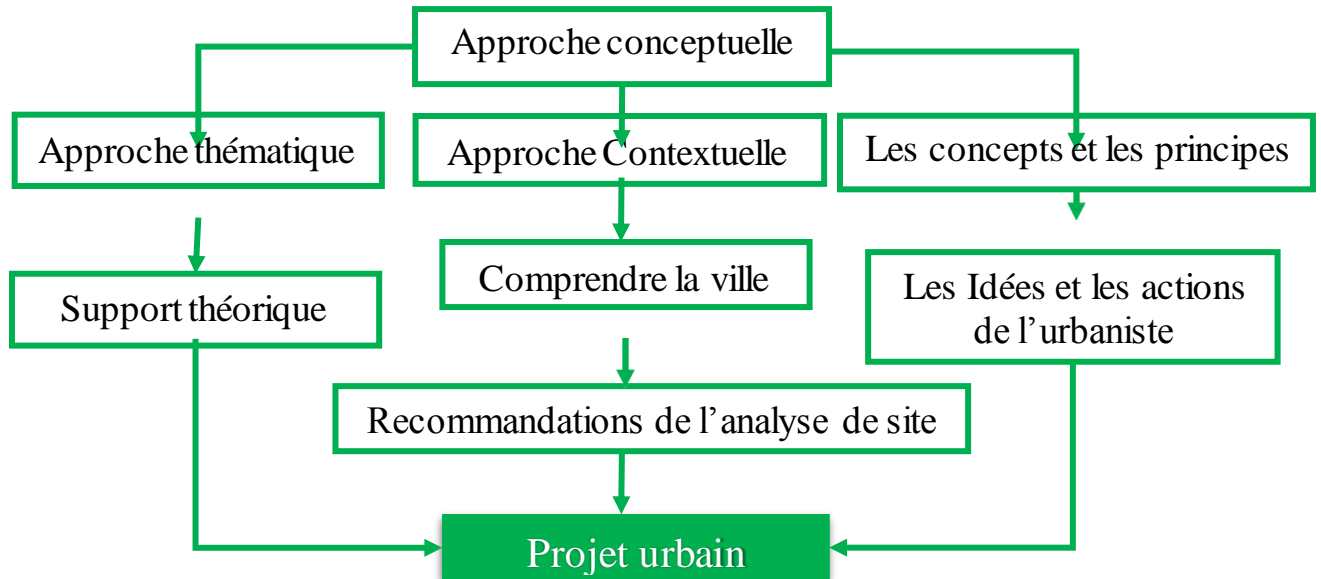 Approche conceptuelle
Approche thématique
Approche Contextuelle
Les concepts et les principes
Comprendre la ville
Support théorique
Les Idées et les actions
de l’urbaniste
Recommandations de l’analyse de site
Projet urbain